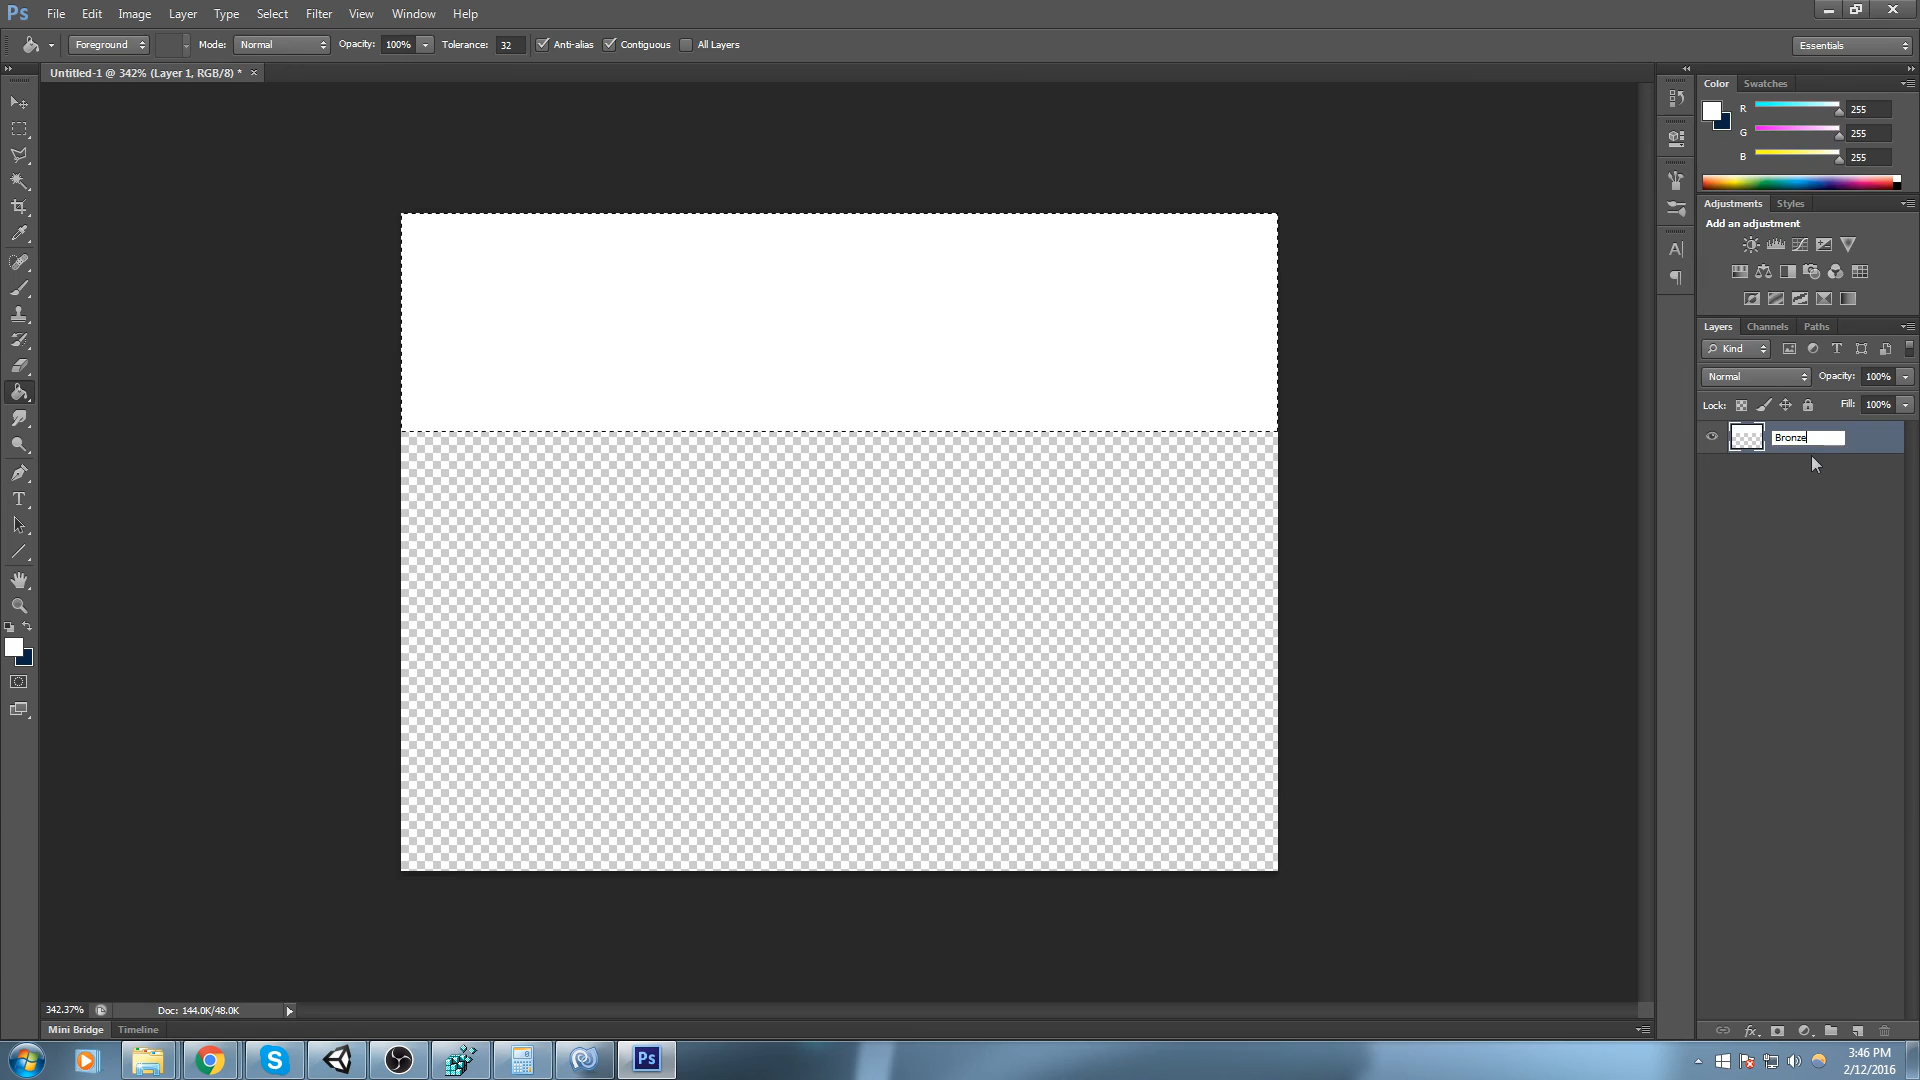 Ps File Edit Image Layer Type Select Filter View Window Help
Foreground Mode: Normal Opacity: 100% Tolerance: 32 Anti-alias Contiguous All Layers Essentials
Untitled-1 @ 342% (Layer 1, RGB/8) * ×
Color Swatches
R 255
G 255
B 255
Adjustments Styles
Add an adjustment
Layers Channels Paths
Kind
Normal Opacity: 100%
Lock: Fill: 100%
Bronze
342.37% Doc: 144.0K/48.0K
Mini Bridge Timeline
Ps
3:46 PM
2/12/2016